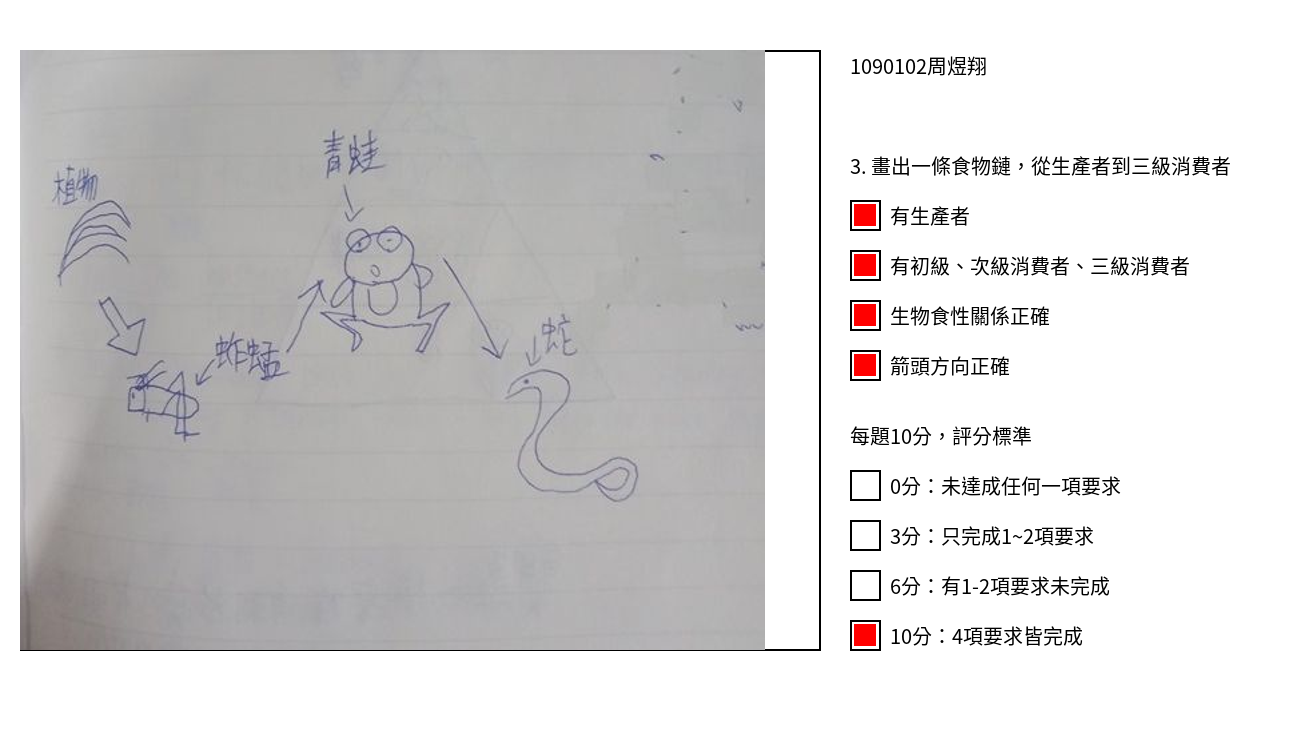 植物
青蛙
蚱蜢
蛇
1090102周煜翔
3. 畫出一條食物鏈，從生產者到三級消費者
有生產者
有初級、次級消費者、三級消費者
生物食性關係正確
箭頭方向正確
每題10分，評分標準
0分：未達成任何一項要求
3分：只完成1~2項要求
6分：有1-2項要求未完成
10分：4項要求皆完成